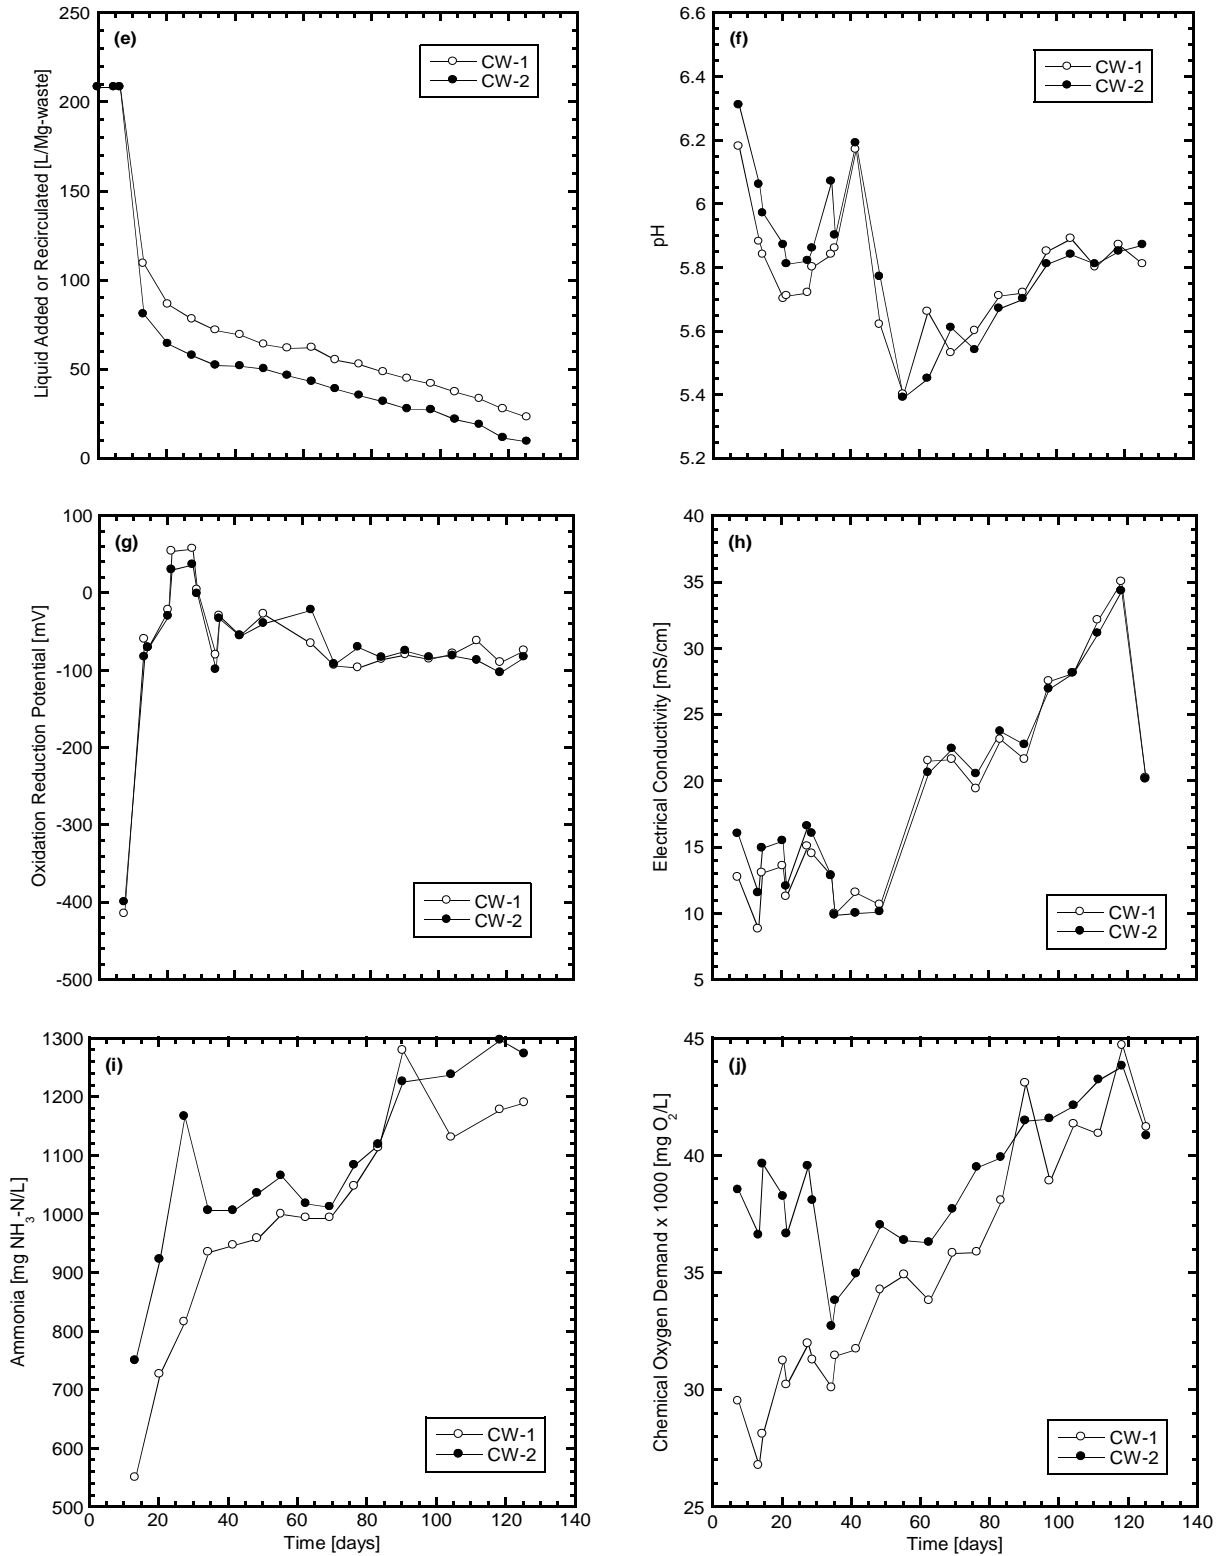 (e)
CW-1
CW-2
250
200
150
100
50
0
Liquid Added or Recirculated [L/Mg-waste]
(f)
CW-1
CW-2
6.6
6.4
6.2
6
5.8
5.6
5.4
5.2
pH
(g)
CW-1
CW-2
100
0
-100
-200
-300
-400
-500
Oxidation Reduction Potential [mV]
(h)
CW-1
CW-2
40
35
30
25
20
15
10
5
Electrical Conductivity [mS/cm]
(i)
CW-1
CW-2
1300
1200
1100
1000
900
800
700
600
500
Ammonia [mg NH3-N/L]
0 20 40 60 80 100 120 140
Time [days]
(j)
CW-1
CW-2
45
40
35
30
25
Chemical Oxygen Demand x 1000 [mg O2/L]
0 20 40 60 80 100 120 140
Time [days]